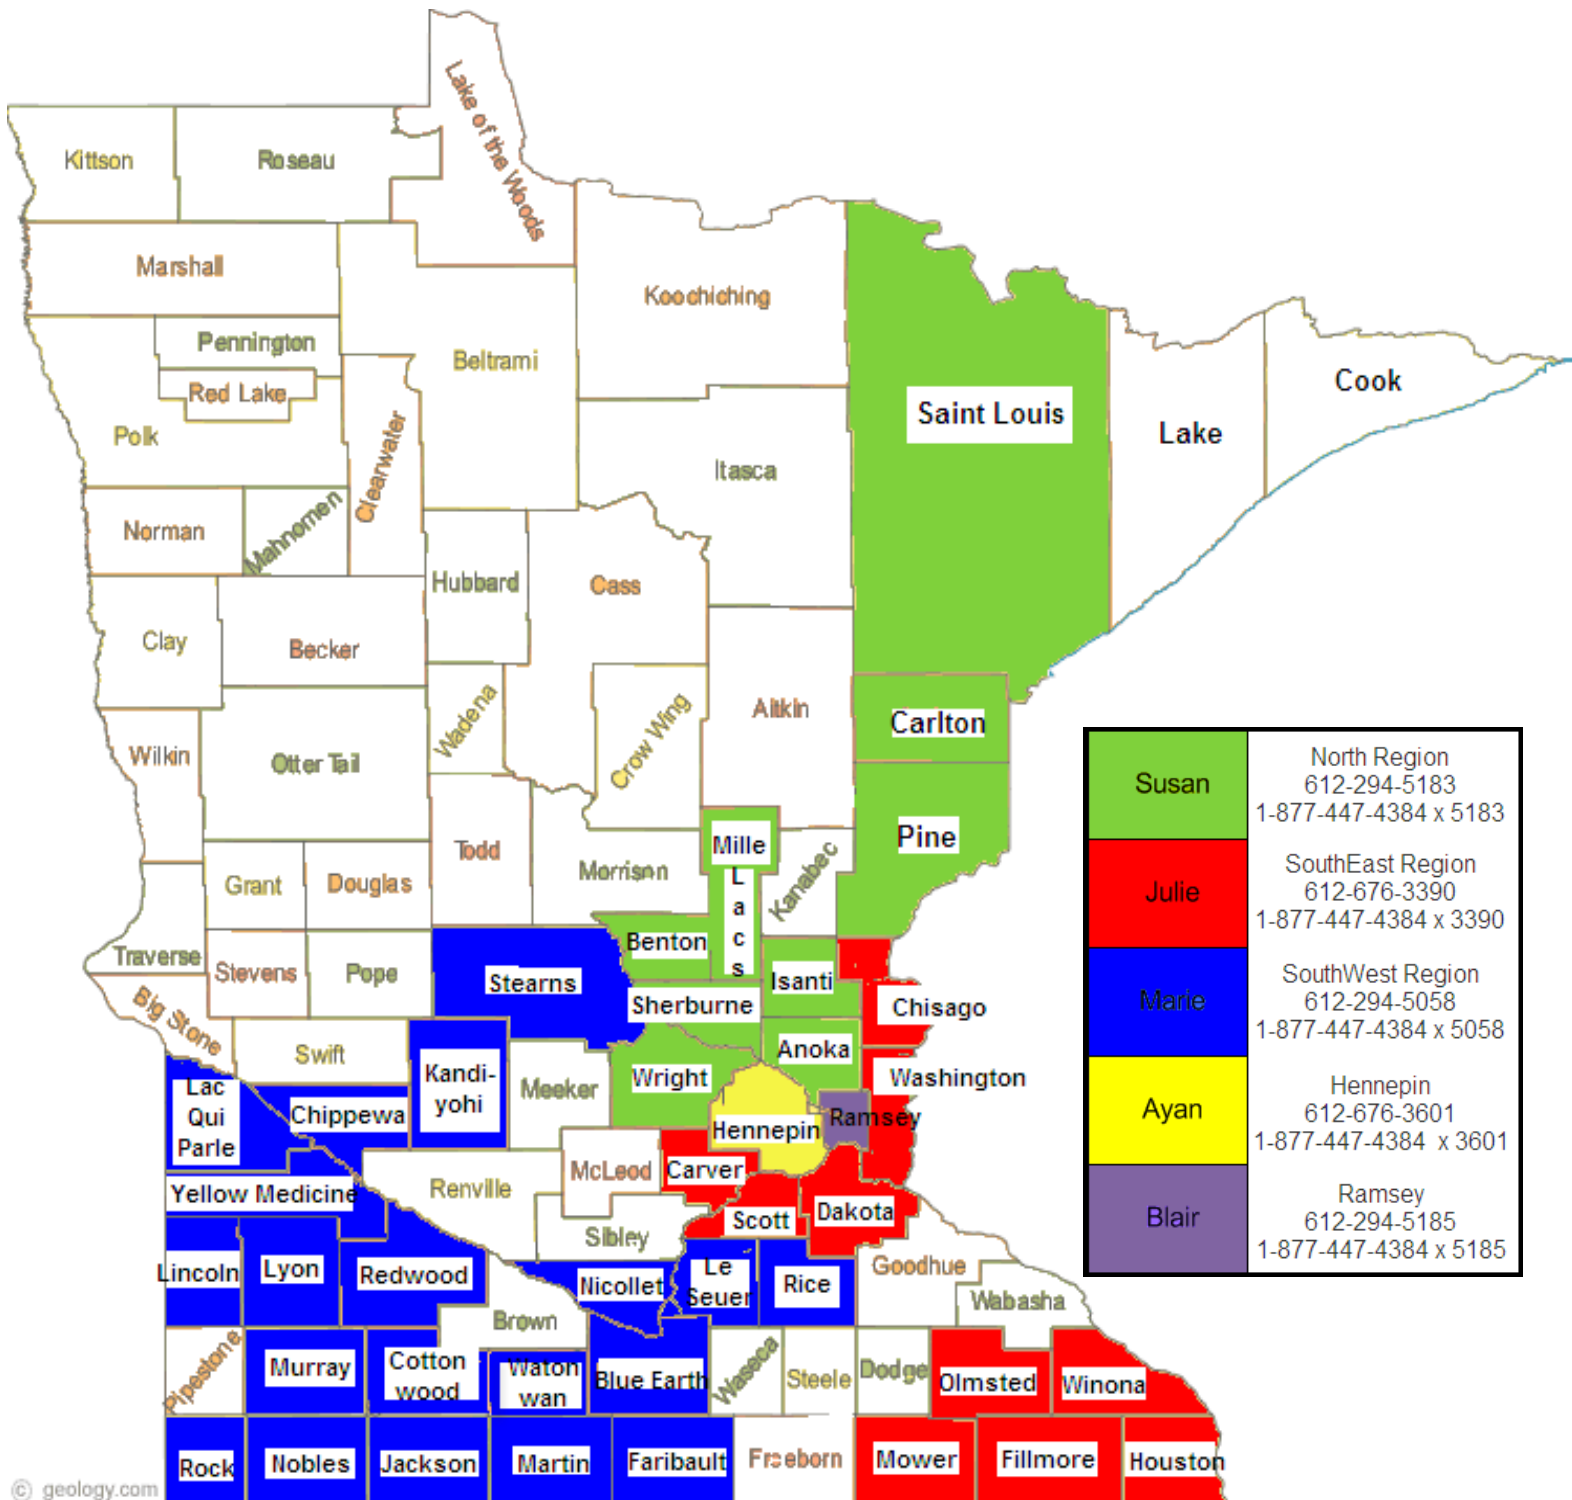 Lake of the Woods
Kittson
Roseau
Marshall
Koochiching
Pennington
Beltrami
Red Lake
Cook
Saint Louis
Lake
Polk
Clearwater
Itasca
Norman
Mahnomen
Hubbard
Cass
Clay
Becker
Wadena
Crow Wing
Aitkin
Carlton
Wilkin
Otter Tail
Pine
Mille
Lacs
Todd
Morrison
Kanabec
Grant
Douglas
Benton
Traverse
Stevens
Pope
Stearns
Isanti
Sherburne
Chisago
Big Stone
Swift
Anoka
Kandi-
yohi
Meeker
Wright
Washington
Lac
Qui
Parle
Chippewa
Hennepin
Ramsey
McLeod
Carver
Yellow Medicine
Renville
Scott
Dakota
Sibley
Lincoln
Lyon
Redwood
Nicollet
Le
Seuer
Rice
Goodhue
Wabasha
Brown
Pipestone
Murray
Cotton
wood
Waton
wan
Blue Earth
Waseca
Steele
Dodge
Olmsted
Winona
Rock
Nobles
Jackson
Martin
Faribault
Freeborn
Mower
Fillmore
Houston
Susan
North Region
612-294-5183
1-877-447-4384 x 5183
Julie
SouthEast Region
612-676-3390
1-877-447-4384 x 3390
Marie
SouthWest Region
612-294-5058
1-877-447-4384 x 5058
Ayan
Hennepin
612-676-3601
1-877-447-4384 x 3601
Blair
Ramsey
612-294-5185
1-877-447-4384 x 5185
© geology.com